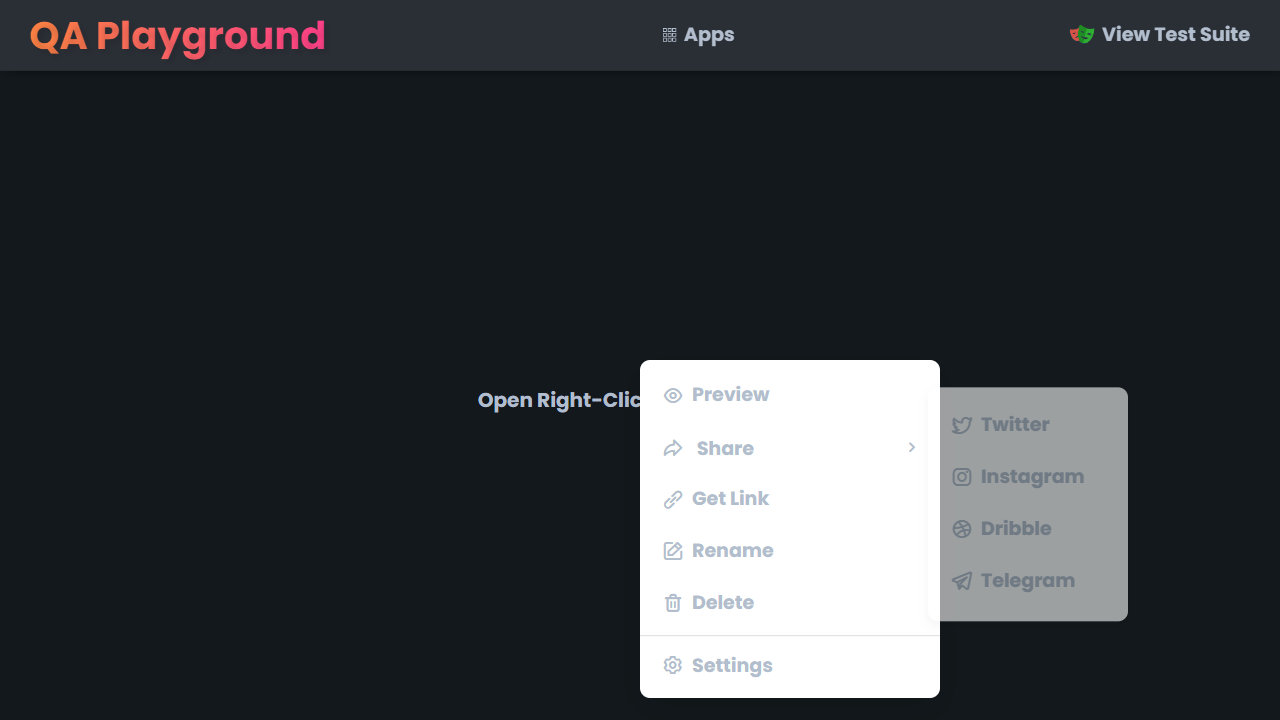 QA Playground
Apps
View Test Suite
Open Right-Clic
Preview
Share
Get Link
Rename
Delete
Settings
Twitter
Instagram
Dribble
Telegram